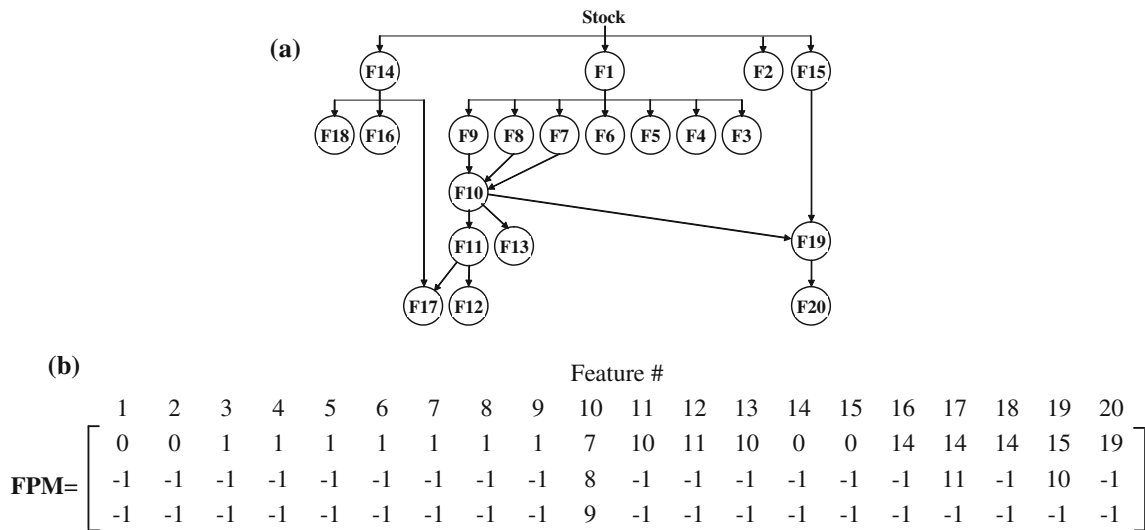 Stock
(a)
F14 F1 F2 F15
F18 F16 F9 F8 F7 F6 F5 F4 F3
F10
F11 F13 F19
F17 F12 F20
(b)
Feature #
1 2 3 4 5 6 7 8 9 10 11 12 13 14 15 16 17 18 19 20
0 0 1 1 1 1 1 1 1 7 10 11 10 0 0 14 14 14 15 19
FPM= -1 -1 -1 -1 -1 -1 -1 -1 -1 8 -1 -1 -1 -1 -1 -1 11 -1 10 -1
-1 -1 -1 -1 -1 -1 -1 -1 -1 9 -1 -1 -1 -1 -1 -1 -1 -1 -1 -1